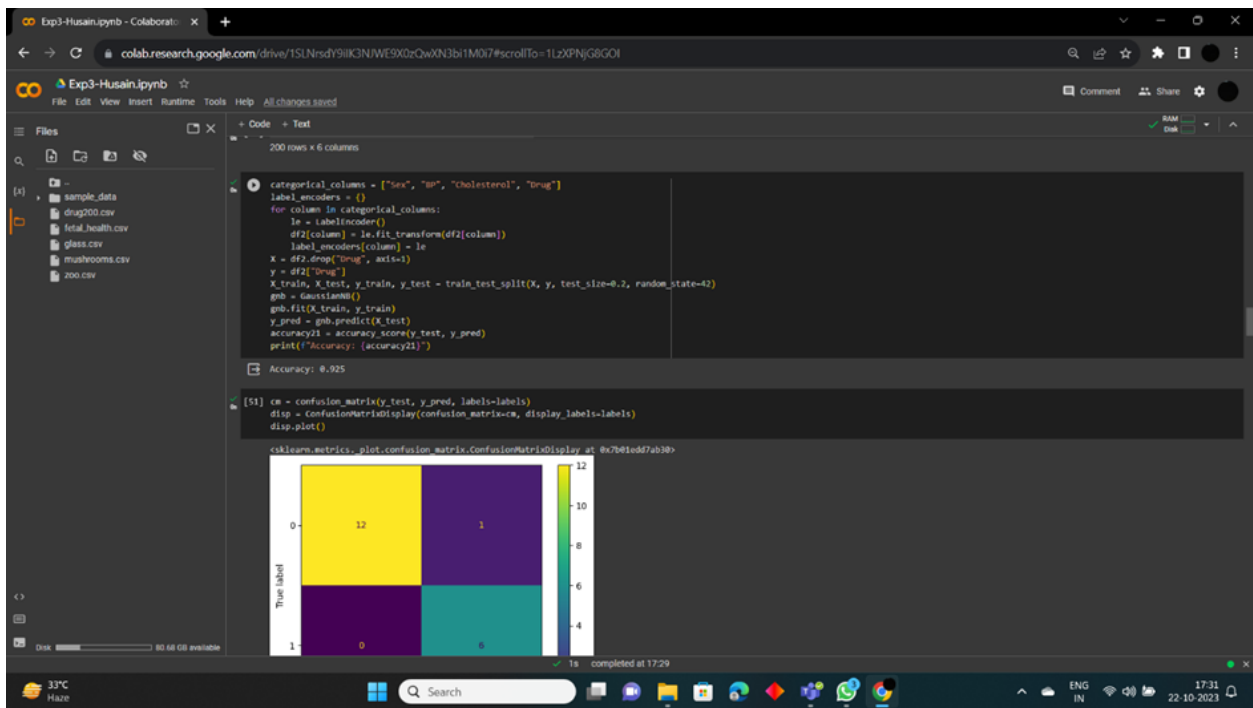 Exp3-Husain.ipynb - Colaborato
colab.research.google.com/drive/1SLNrsdY9iIK3NJWE9X0zQwXN3bi1M0i7#scrollTo=1LzXPNjG8GOI
Exp3-Husain.ipynb
File Edit View Insert Runtime Tools Help All changes saved
Comment Share
Files
+ Code + Text
RAM
Disk
200 rows × 6 columns
..
sample_data
drug200.csv
fetal_health.csv
glass.csv
mushrooms.csv
zoo.csv
{x}
categorical_columns = ["Sex", "BP", "Cholesterol", "Drug"]
label_encoders = {}
for column in categorical_columns:
le = LabelEncoder()
df2[column] = le.fit_transform(df2[column])
label_encoders[column] = le
X = df2.drop("Drug", axis=1)
y = df2["Drug"]
X_train, X_test, y_train, y_test = train_test_split(X, y, test_size=0.2, random_state=42)
gnb = GaussianNB()
gnb.fit(X_train, y_train)
y_pred = gnb.predict(X_test)
accuracy21 = accuracy_score(y_test, y_pred)
print(f"Accuracy: {accuracy21}")
Accuracy: 0.925
[51] cm = confusion_matrix(y_test, y_pred, labels=labels)
disp = ConfusionMatrixDisplay(confusion_matrix=cm, display_labels=labels)
disp.plot()
<sklearn.metrics._plot.confusion_matrix.ConfusionMatrixDisplay at 0x7b01edd7ab30>
12
10
0 12 1
8
True label
6
4
1 0 6
Disk 80.68 GB available
1s completed at 17:29
33°C
Haze
Search
ENG
IN
17:31
22-10-2023